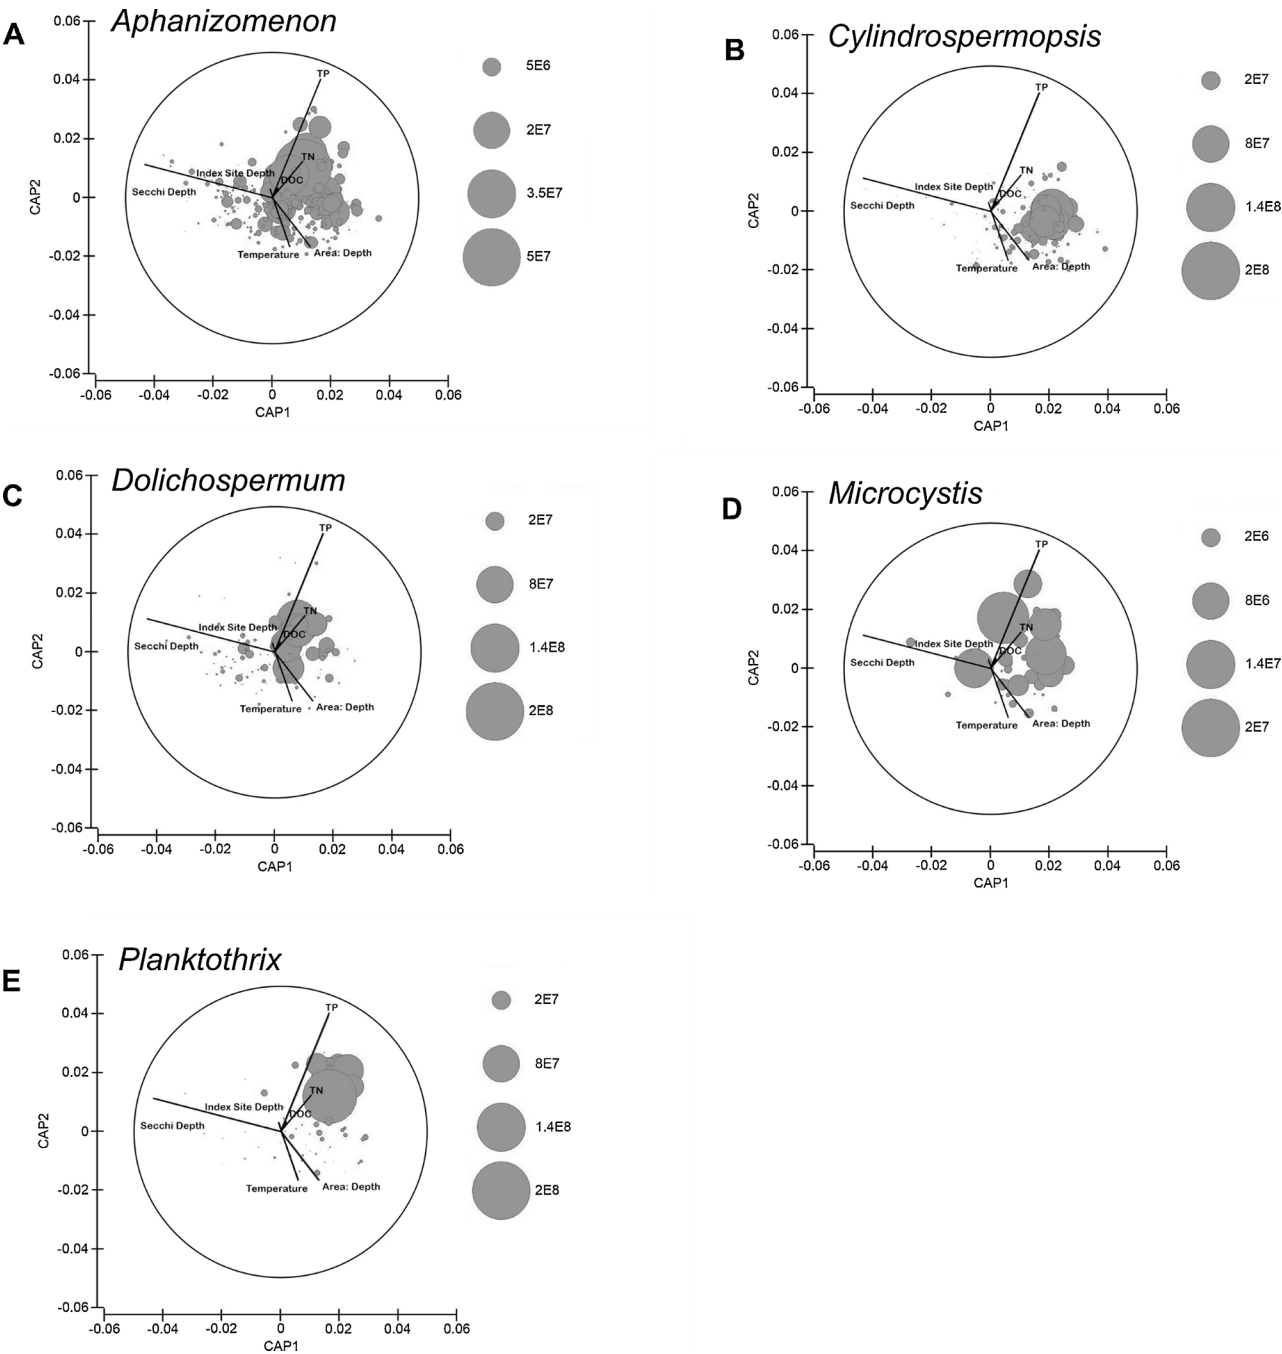 A
Aphanizomenon
0.06
0.04
0.02
0
-0.02
-0.04
-0.06
CAP2
-0.06
-0.04
-0.02
0
0.02
0.04
0.06
CAP1
TP
TN
DOC
Index Site Depth
Secchi Depth
Temperature
Area: Depth
5E6
2E7
3.5E7
5E7
B
Cylindrospermopsis
0.06
0.04
0.02
0
-0.02
-0.04
-0.06
CAP2
-0.06
-0.04
-0.02
0
0.02
0.04
0.06
CAP1
TP
TN
DOC
Index Site Depth
Secchi Depth
Temperature
Area: Depth
2E7
8E7
1.4E8
2E8
C
Dolichospermum
0.06
0.04
0.02
0
-0.02
-0.04
-0.06
CAP2
-0.06
-0.04
-0.02
0
0.02
0.04
0.06
CAP1
TP
TN
DOC
Index Site Depth
Secchi Depth
Temperature
Area: Depth
2E7
8E7
1.4E8
2E8
D
Microcystis
0.06
0.04
0.02
0
-0.02
-0.04
-0.06
CAP2
-0.06
-0.04
-0.02
0
0.02
0.04
0.06
CAP1
TP
TN
DOC
Index Site Depth
Secchi Depth
Temperature
Area: Depth
2E6
8E6
1.4E7
2E7
E
Planktothrix
0.06
0.04
0.02
0
-0.02
-0.04
-0.06
CAP2
-0.06
-0.04
-0.02
0
0.02
0.04
0.06
CAP1
TP
TN
DOC
Index Site Depth
Secchi Depth
Temperature
Area: Depth
2E7
8E7
1.4E8
2E8